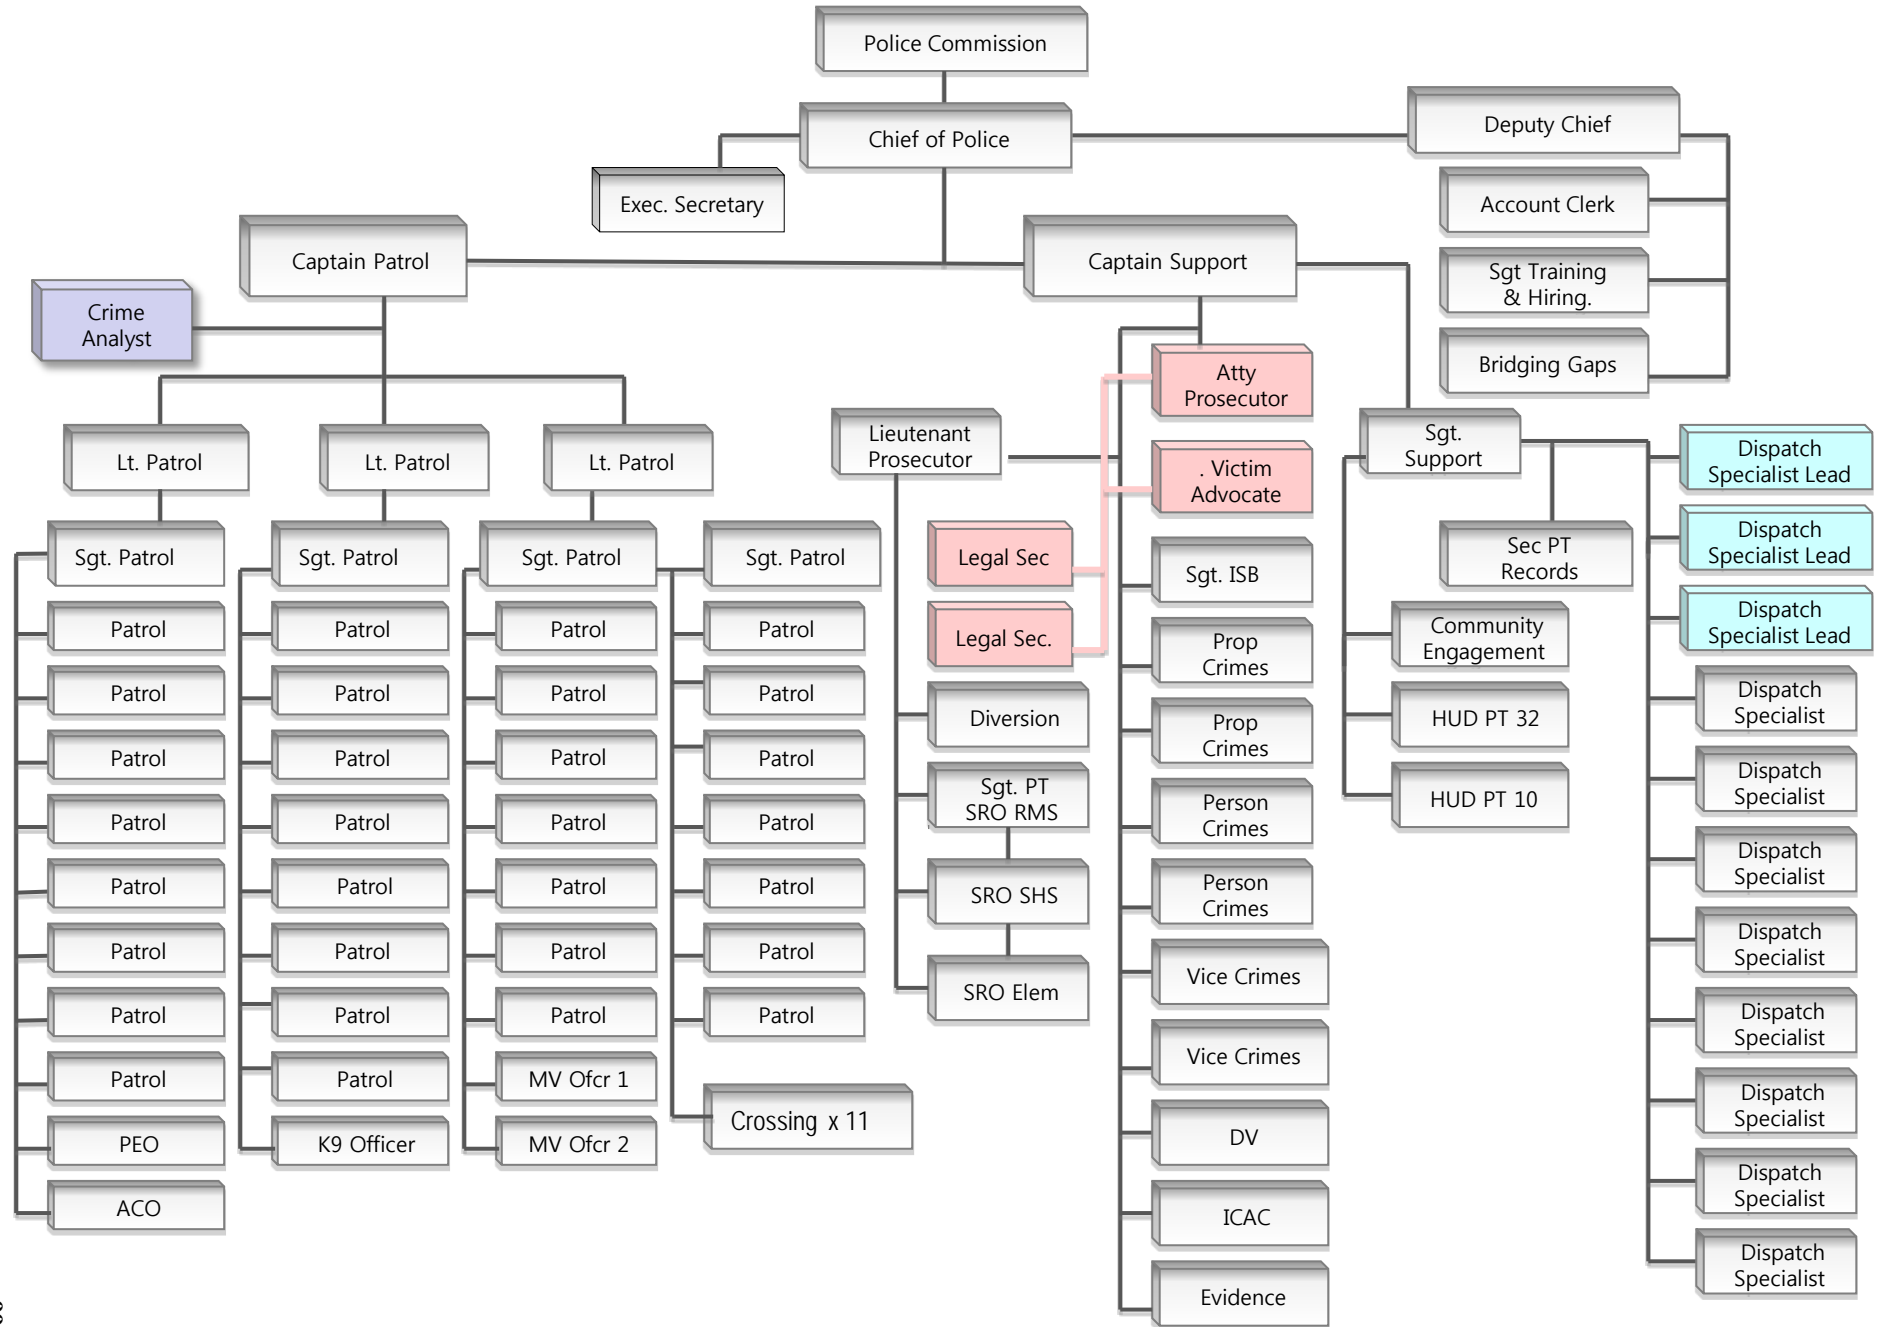 Police Commission
Chief of Police
Deputy Chief
Exec. Secretary
Account Clerk
Captain Patrol
Captain Support
Sgt Training
& Hiring.
Crime
Analyst
Bridging Gaps
Atty
Prosecutor
Lt. Patrol
Lt. Patrol
Lt. Patrol
Lieutenant
Prosecutor
. Victim
Advocate
Sgt.
Support
Dispatch
Specialist Lead
Dispatch
Specialist Lead
Dispatch
Specialist Lead
Sec PT
Records
Sgt. Patrol
Patrol
Patrol
Patrol
Patrol
Patrol
Patrol
Patrol
Patrol
PEO
ACO
Sgt. Patrol
Patrol
Patrol
Patrol
Patrol
Patrol
Patrol
Patrol
Patrol
K9 Officer
Sgt. Patrol
Patrol
Patrol
Patrol
Patrol
Patrol
Patrol
Patrol
MV Ofcr 1
MV Ofcr 2
Sgt. Patrol
Patrol
Patrol
Patrol
Patrol
Patrol
Patrol
Patrol
Crossing x 11
Legal Sec
Legal Sec.
Diversion
Sgt. PT
SRO RMS
SRO SHS
SRO Elem
Sgt. ISB
Prop
Crimes
Prop
Crimes
Person
Crimes
Person
Crimes
Vice Crimes
Vice Crimes
DV
ICAC
Evidence
Community
Engagement
HUD PT 32
HUD PT 10
Dispatch
Specialist
Dispatch
Specialist
Dispatch
Specialist
Dispatch
Specialist
Dispatch
Specialist
Dispatch
Specialist
Dispatch
Specialist
Dispatch
Specialist